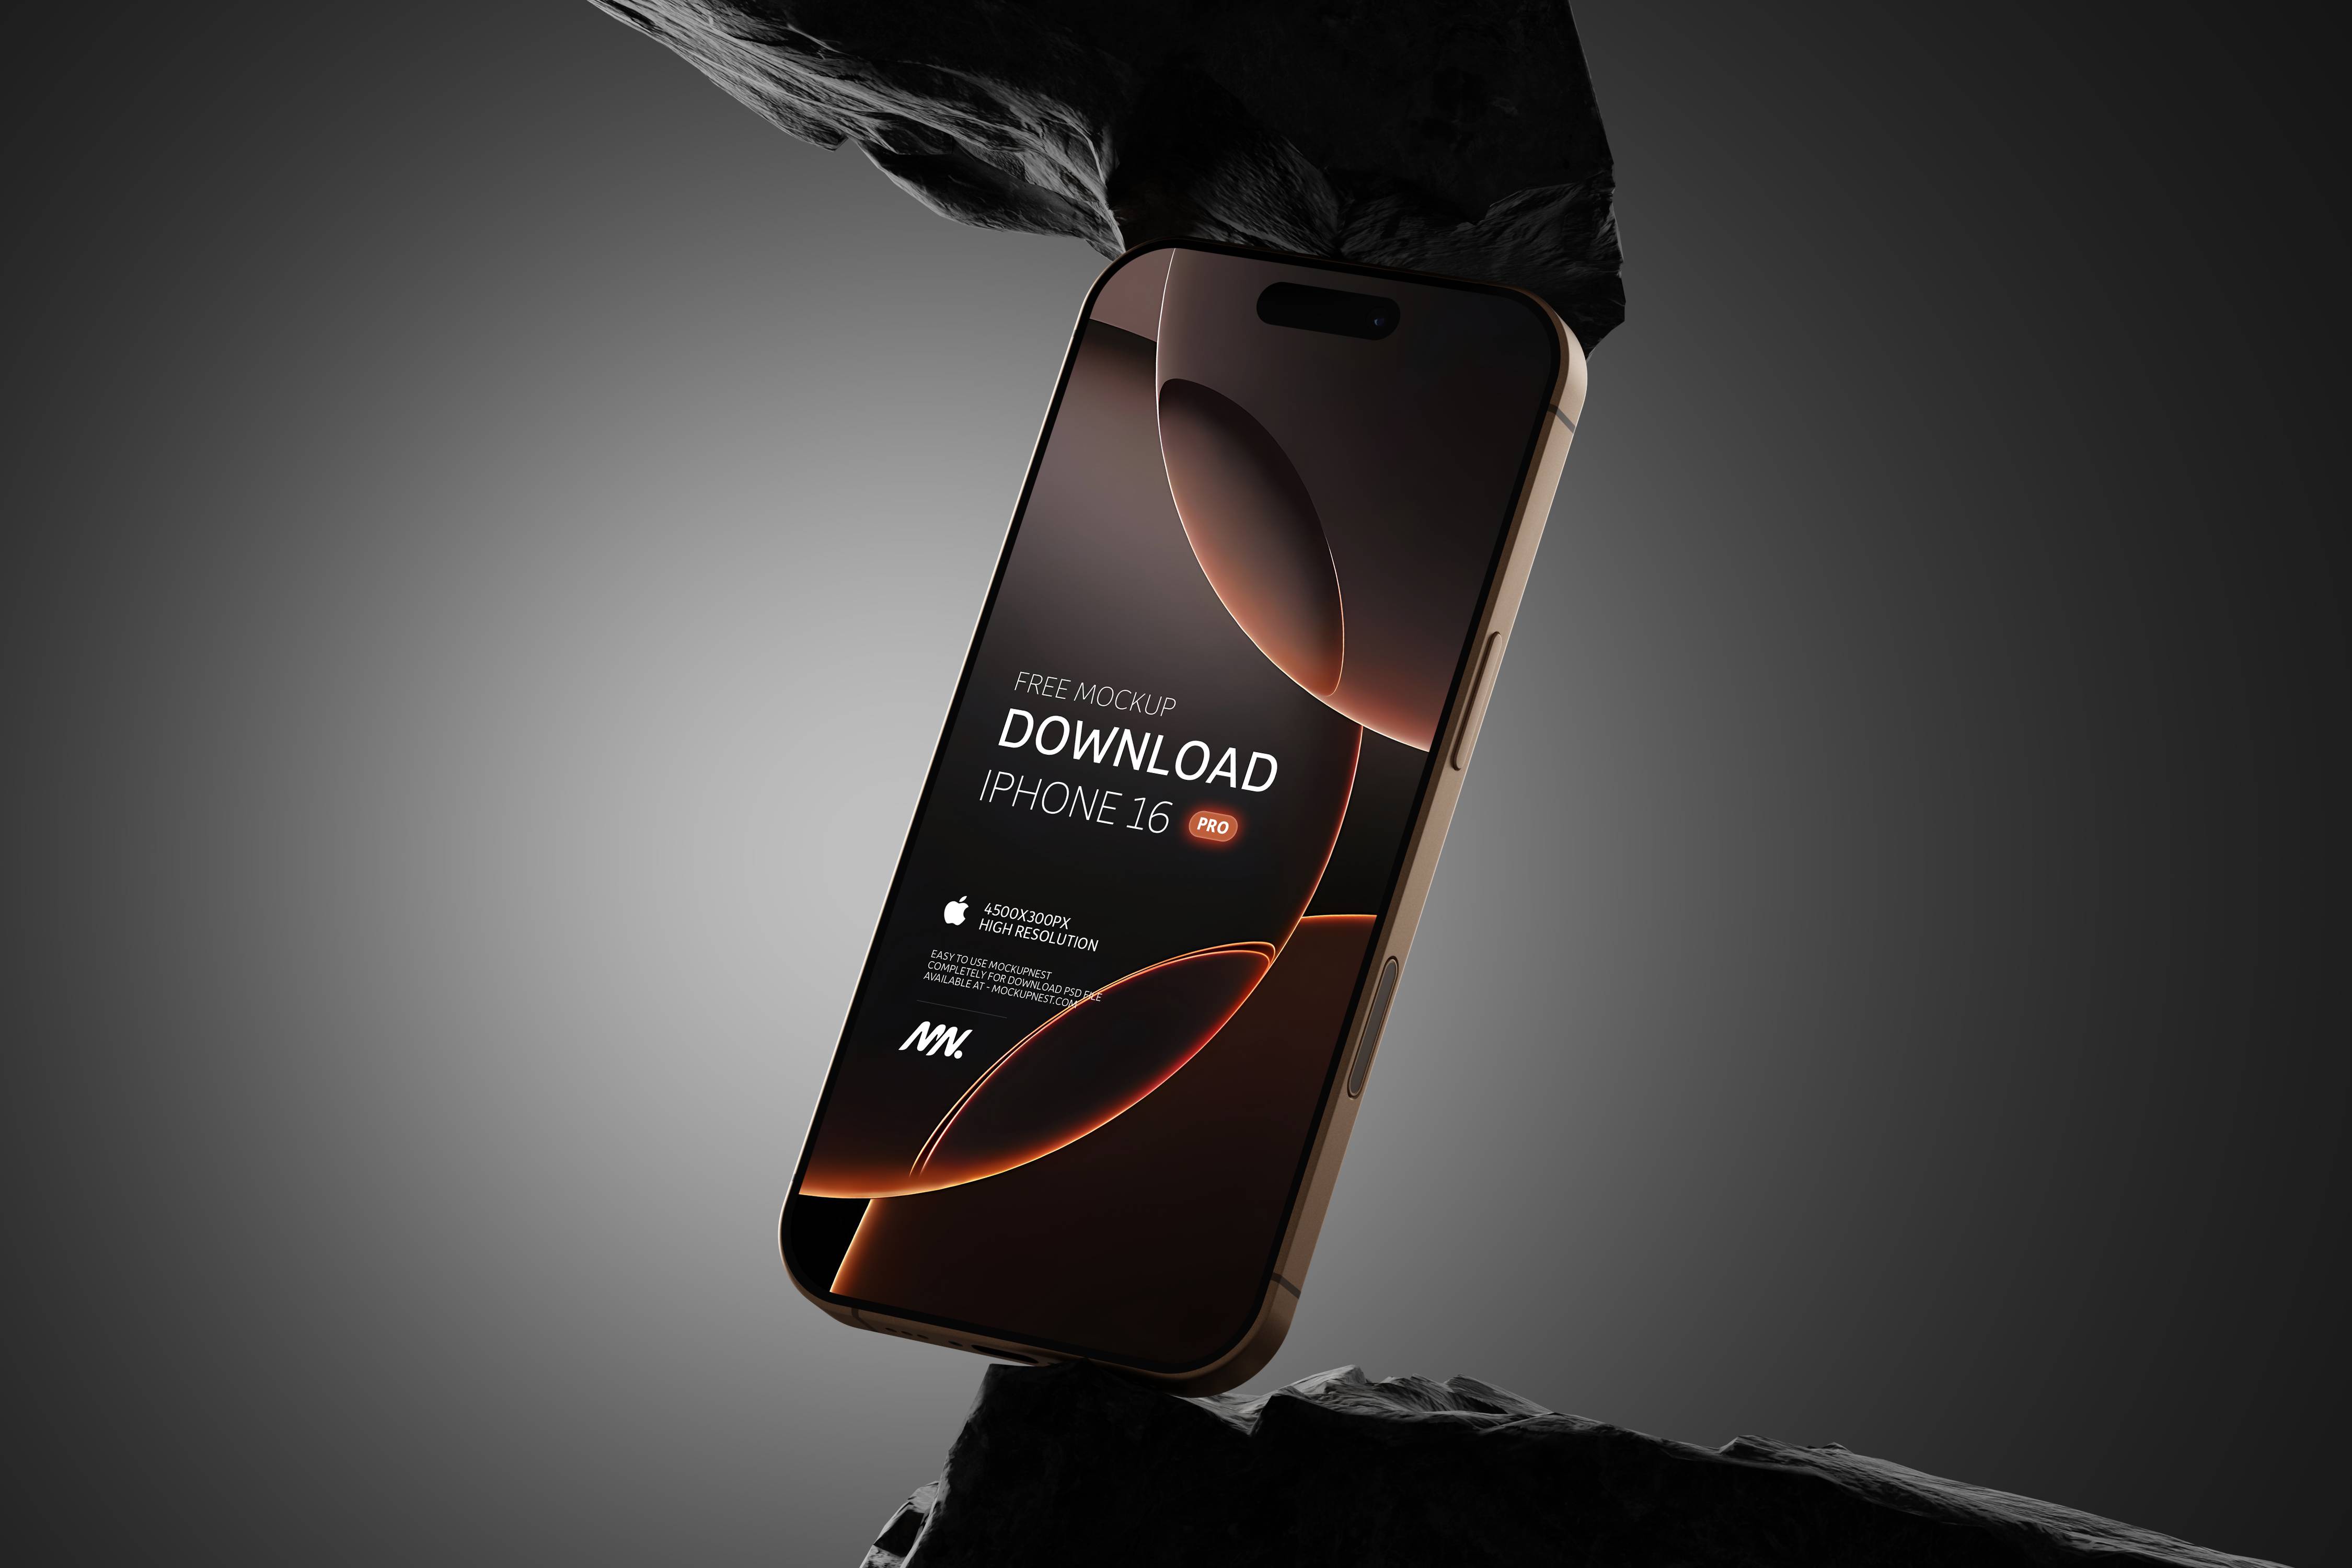 FREE MOCKUP
DOWNLOAD
IPHONE 16 PRO
4500X300PX
HIGH RESOLUTION
EASY TO USE MOCKUPNEST
COMPLETELY FOR DOWNLOAD PSD FILE
AVAILABLE AT - MOCKUPNEST.COM
MN.